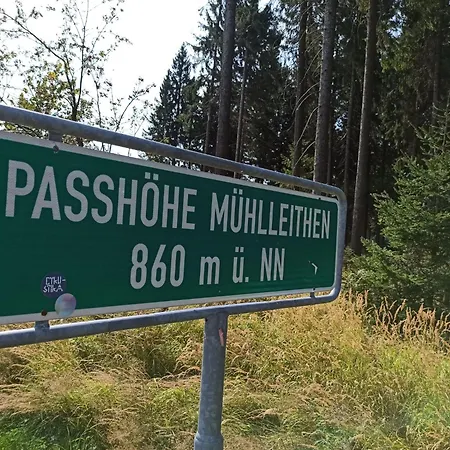 PASSHÖHE MÜHLLEITHEN
860 m ü. NN